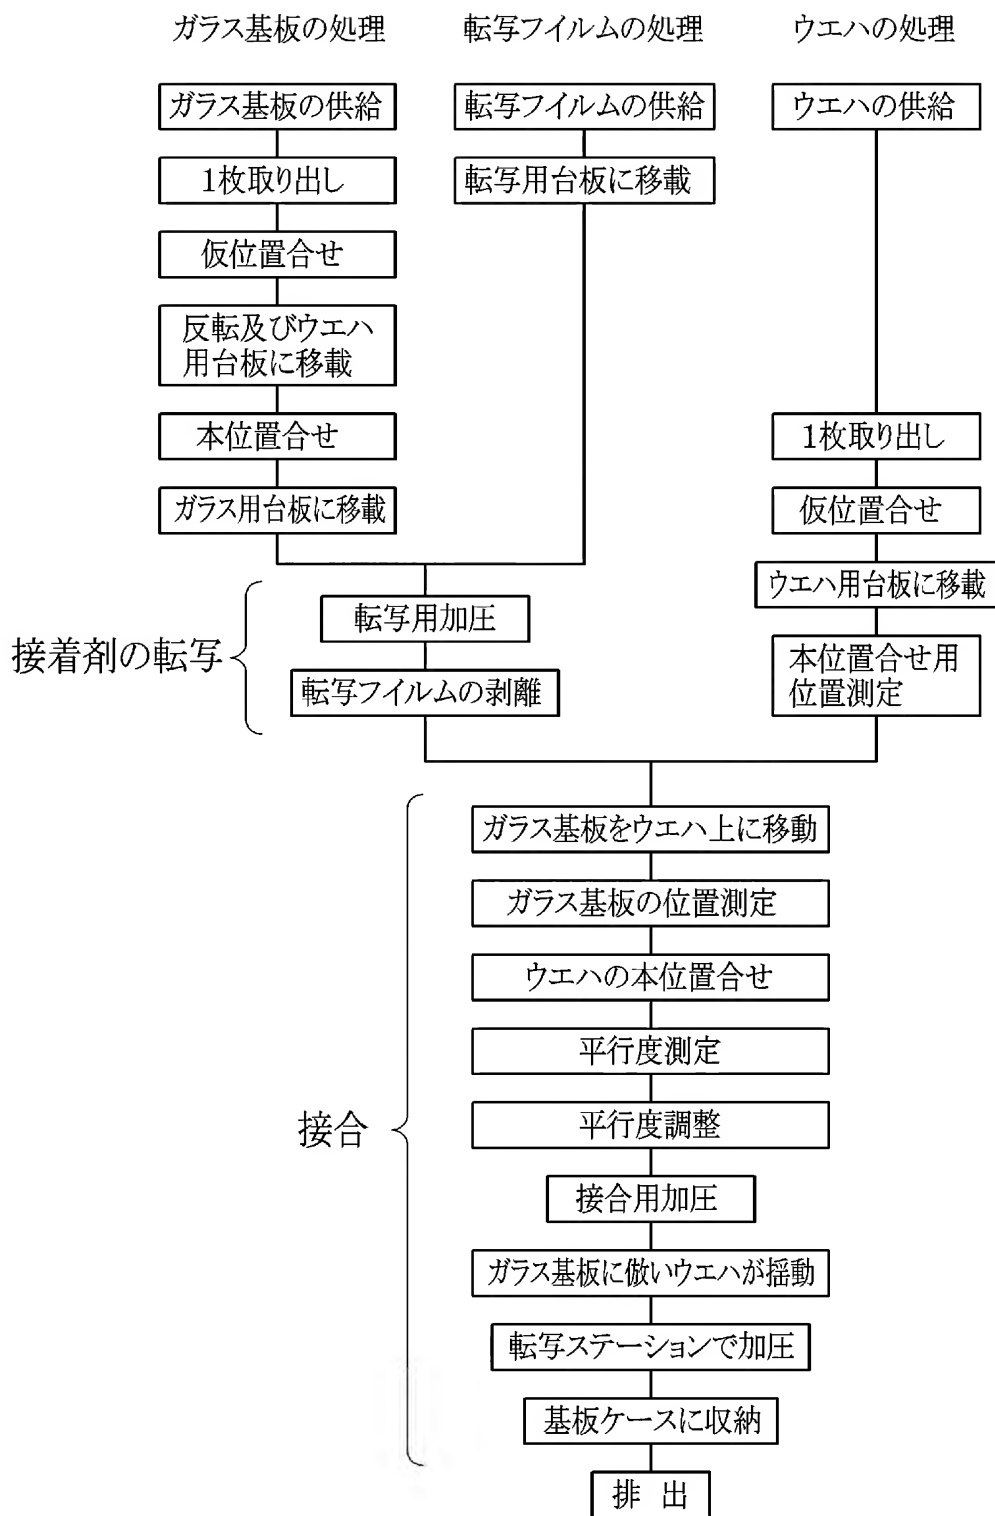 ガラス基板の処理
転写フイルムの処理
ウエハの処理
ガラス基板の供給
転写フイルムの供給
ウエハの供給
1枚取り出し
転写用台板に移載
仮位置合せ
反転及びウエハ
用台板に移載
本位置合せ
1枚取り出し
ガラス用台板に移載
仮位置合せ
ウエハ用台板に移載
接着剤の転写
転写用加圧
転写フイルムの剥離
本位置合せ用
位置測定
ガラス基板をウエハ上に移動
ガラス基板の位置測定
ウエハの本位置合せ
平行度測定
接合
平行度調整
接合用加圧
ガラス基板に倣いウエハが揺動
転写ステーションで加圧
基板ケースに収納
排 出